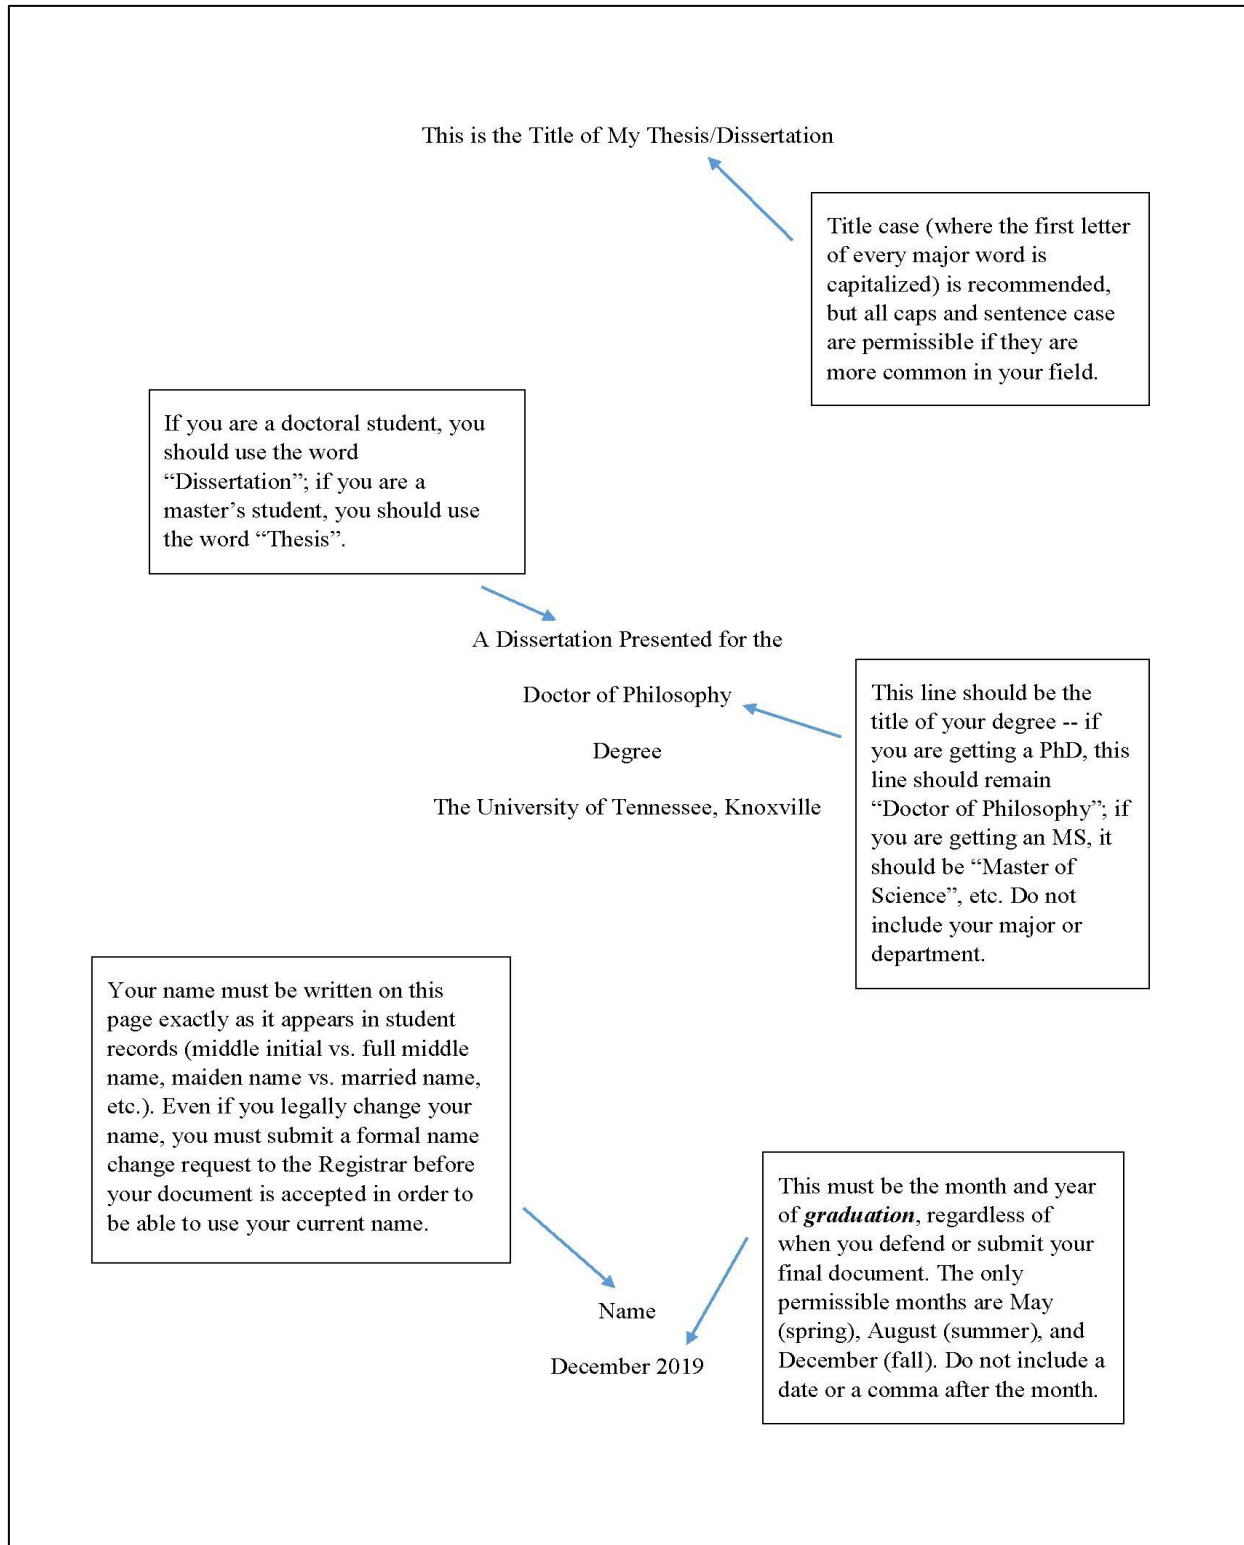 This is the Title of My Thesis/Dissertation
Title case (where the first letter
of every major word is
capitalized) is recommended,
but all caps and sentence case
are permissible if they are
more common in your field.
If you are a doctoral student, you
should use the word
“Dissertation”; if you are a
master’s student, you should use
the word “Thesis”.
A Dissertation Presented for the
Doctor of Philosophy
Degree
The University of Tennessee, Knoxville
This line should be the
title of your degree -- if
you are getting a PhD, this
line should remain
“Doctor of Philosophy”; if
you are getting an MS, it
should be “Master of
Science”, etc. Do not
include your major or
department.
Your name must be written on this
page exactly as it appears in student
records (middle initial vs. full middle
name, maiden name vs. married name,
etc.). Even if you legally change your
name, you must submit a formal name
change request to the Registrar before
your document is accepted in order to
be able to use your current name.
This must be the month and year
of graduation, regardless of
when you defend or submit your
final document. The only
permissible months are May
(spring), August (summer), and
December (fall). Do not include a
date or a comma after the month.
Name
December 2019